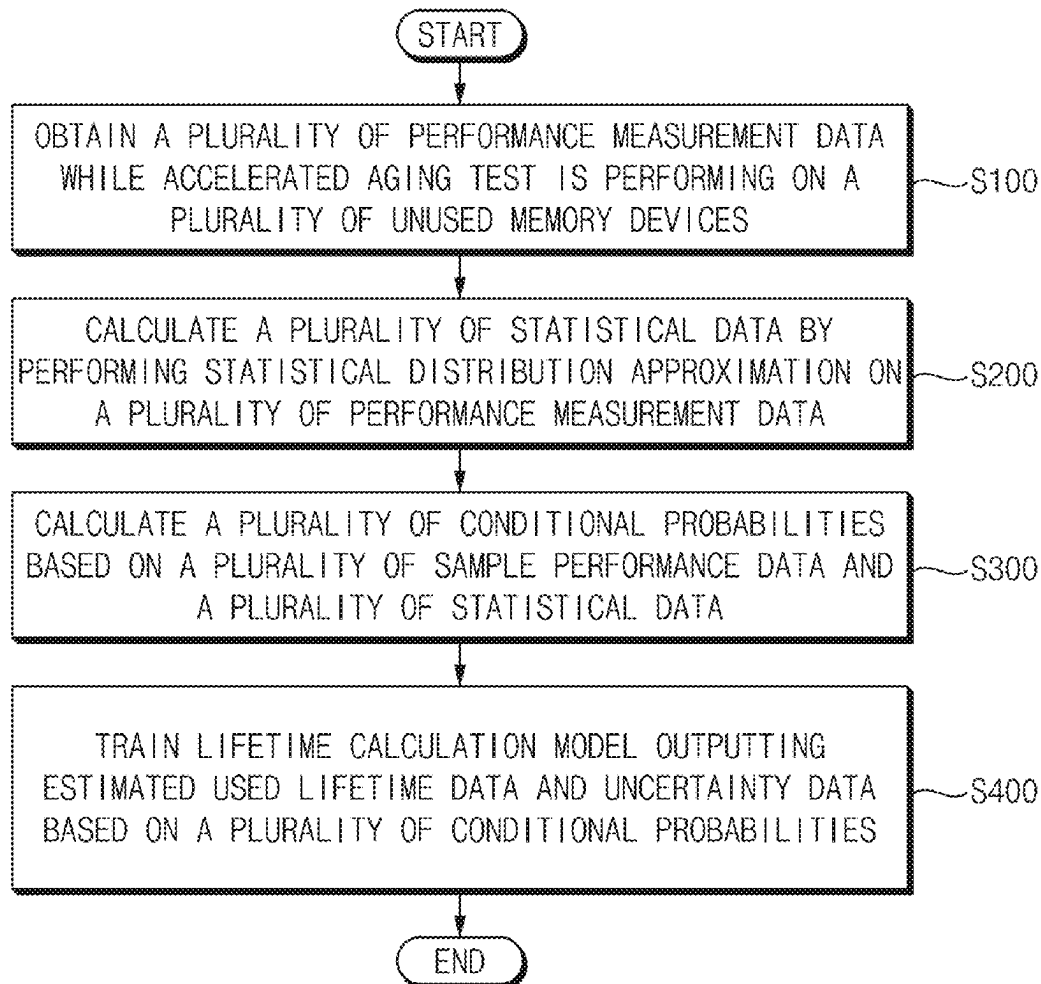 START
OBTAIN A PLURALITY OF PERFORMANCE MEASUREMENT DATA
WHILE ACCELERATED AGING TEST IS PERFORMING ON A
PLURALITY OF UNUSED MEMORY DEVICES
S100
CALCULATE A PLURALITY OF STATISTICAL DATA BY
PERFORMING STATISTICAL DISTRIBUTION APPROXIMATION ON
A PLURALITY OF PERFORMANCE MEASUREMENT DATA
S200
CALCULATE A PLURALITY OF CONDITIONAL PROBABILITIES
BASED ON A PLURALITY OF SAMPLE PERFORMANCE DATA AND
A PLURALITY OF STATISTICAL DATA
S300
TRAIN LIFETIME CALCULATION MODEL OUTPUTTING
ESTIMATED USED LIFETIME DATA AND UNCERTAINTY DATA
BASED ON A PLURALITY OF CONDITIONAL PROBABILITIES
S400
END